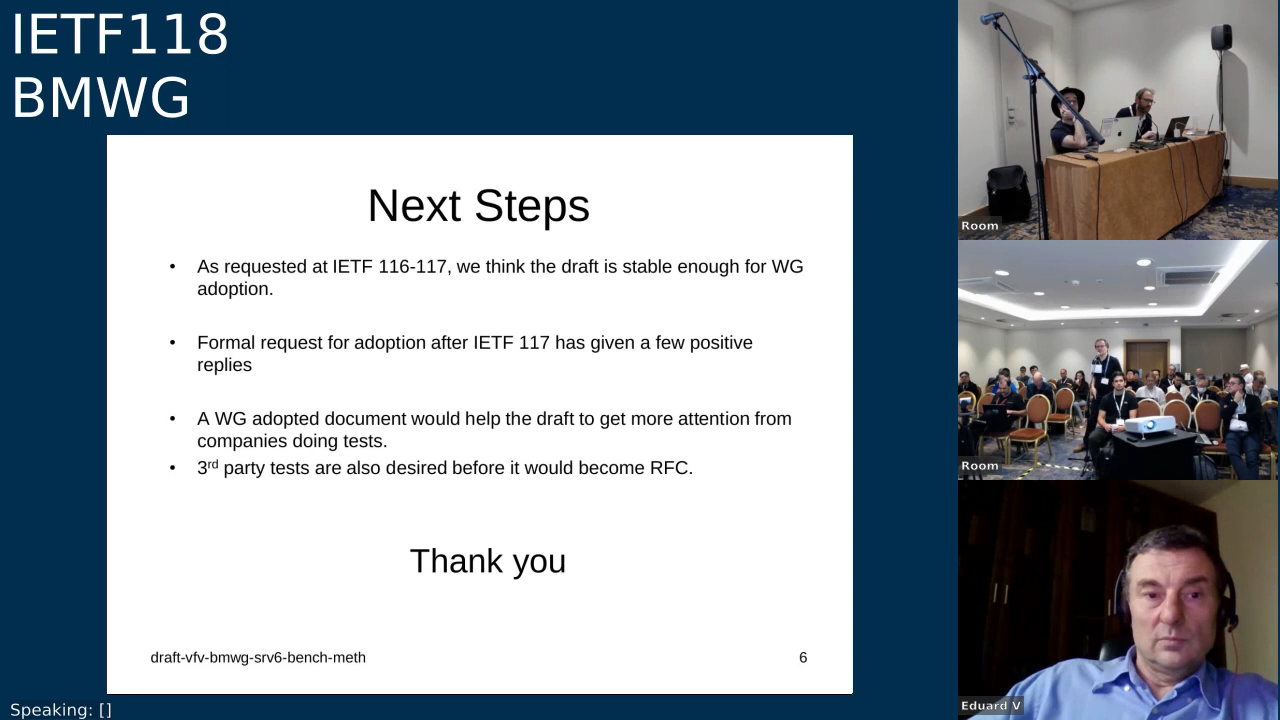 IETF118
BMWG
Next Steps
• As requested at IETF 116-117, we think the draft is stable enough for WG
adoption.
• Formal request for adoption after IETF 117 has given a few positive
replies
• A WG adopted document would help the draft to get more attention from
companies doing tests.
• 3rd party tests are also desired before it would become RFC.
Thank you
draft-vfv-bmwg-srv6-bench-meth
6
Speaking: []
Room
Room
Eduard V